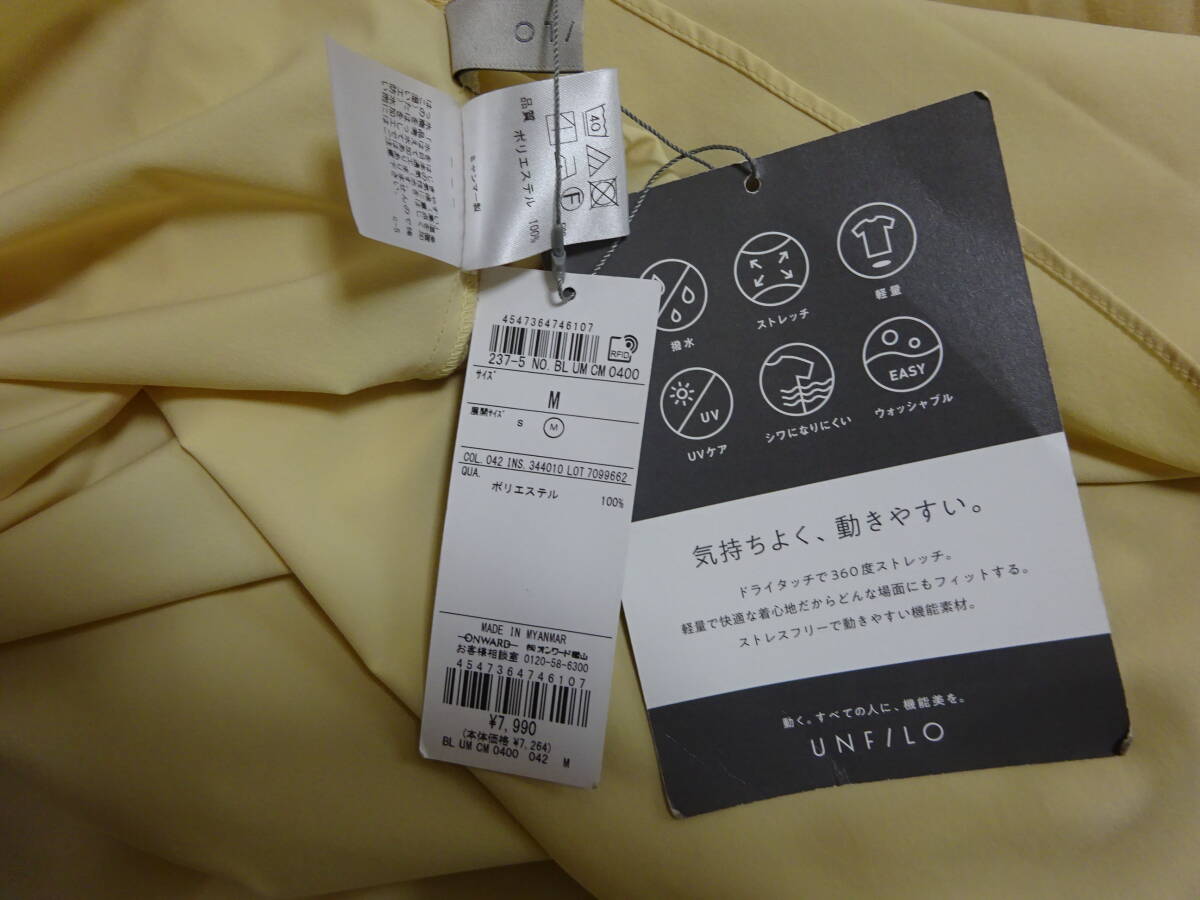 品質 ポリエステル 100%
ミャンマー製
40
F
4547364746107
RFID
237-5 NO. BL UM CM 0400
サイズ
M
展開サイズ
S M
COL. 042 INS. 344010 LOT 7099662
QUA.
ポリエステル 100%
MADE IN MYANMAR
ONWARD ㈱オンワード樫山
お客様相談室 0120-58-6300
4547364746107
¥7,990
(本体価格 ¥7,264)
BL UM CM 0400 042 M
撥水
ストレッチ
軽量
UV
UVケア
シワになりにくい
EASY
ウォッシャブル
気持ちよく、動きやすい。
ドライタッチで360度ストレッチ。
軽量で快適な着心地だからどんな場面にもフィットする。
ストレスフリーで動きやすい機能素材。
動く。すべての人に、機能美を。
UNF/LO